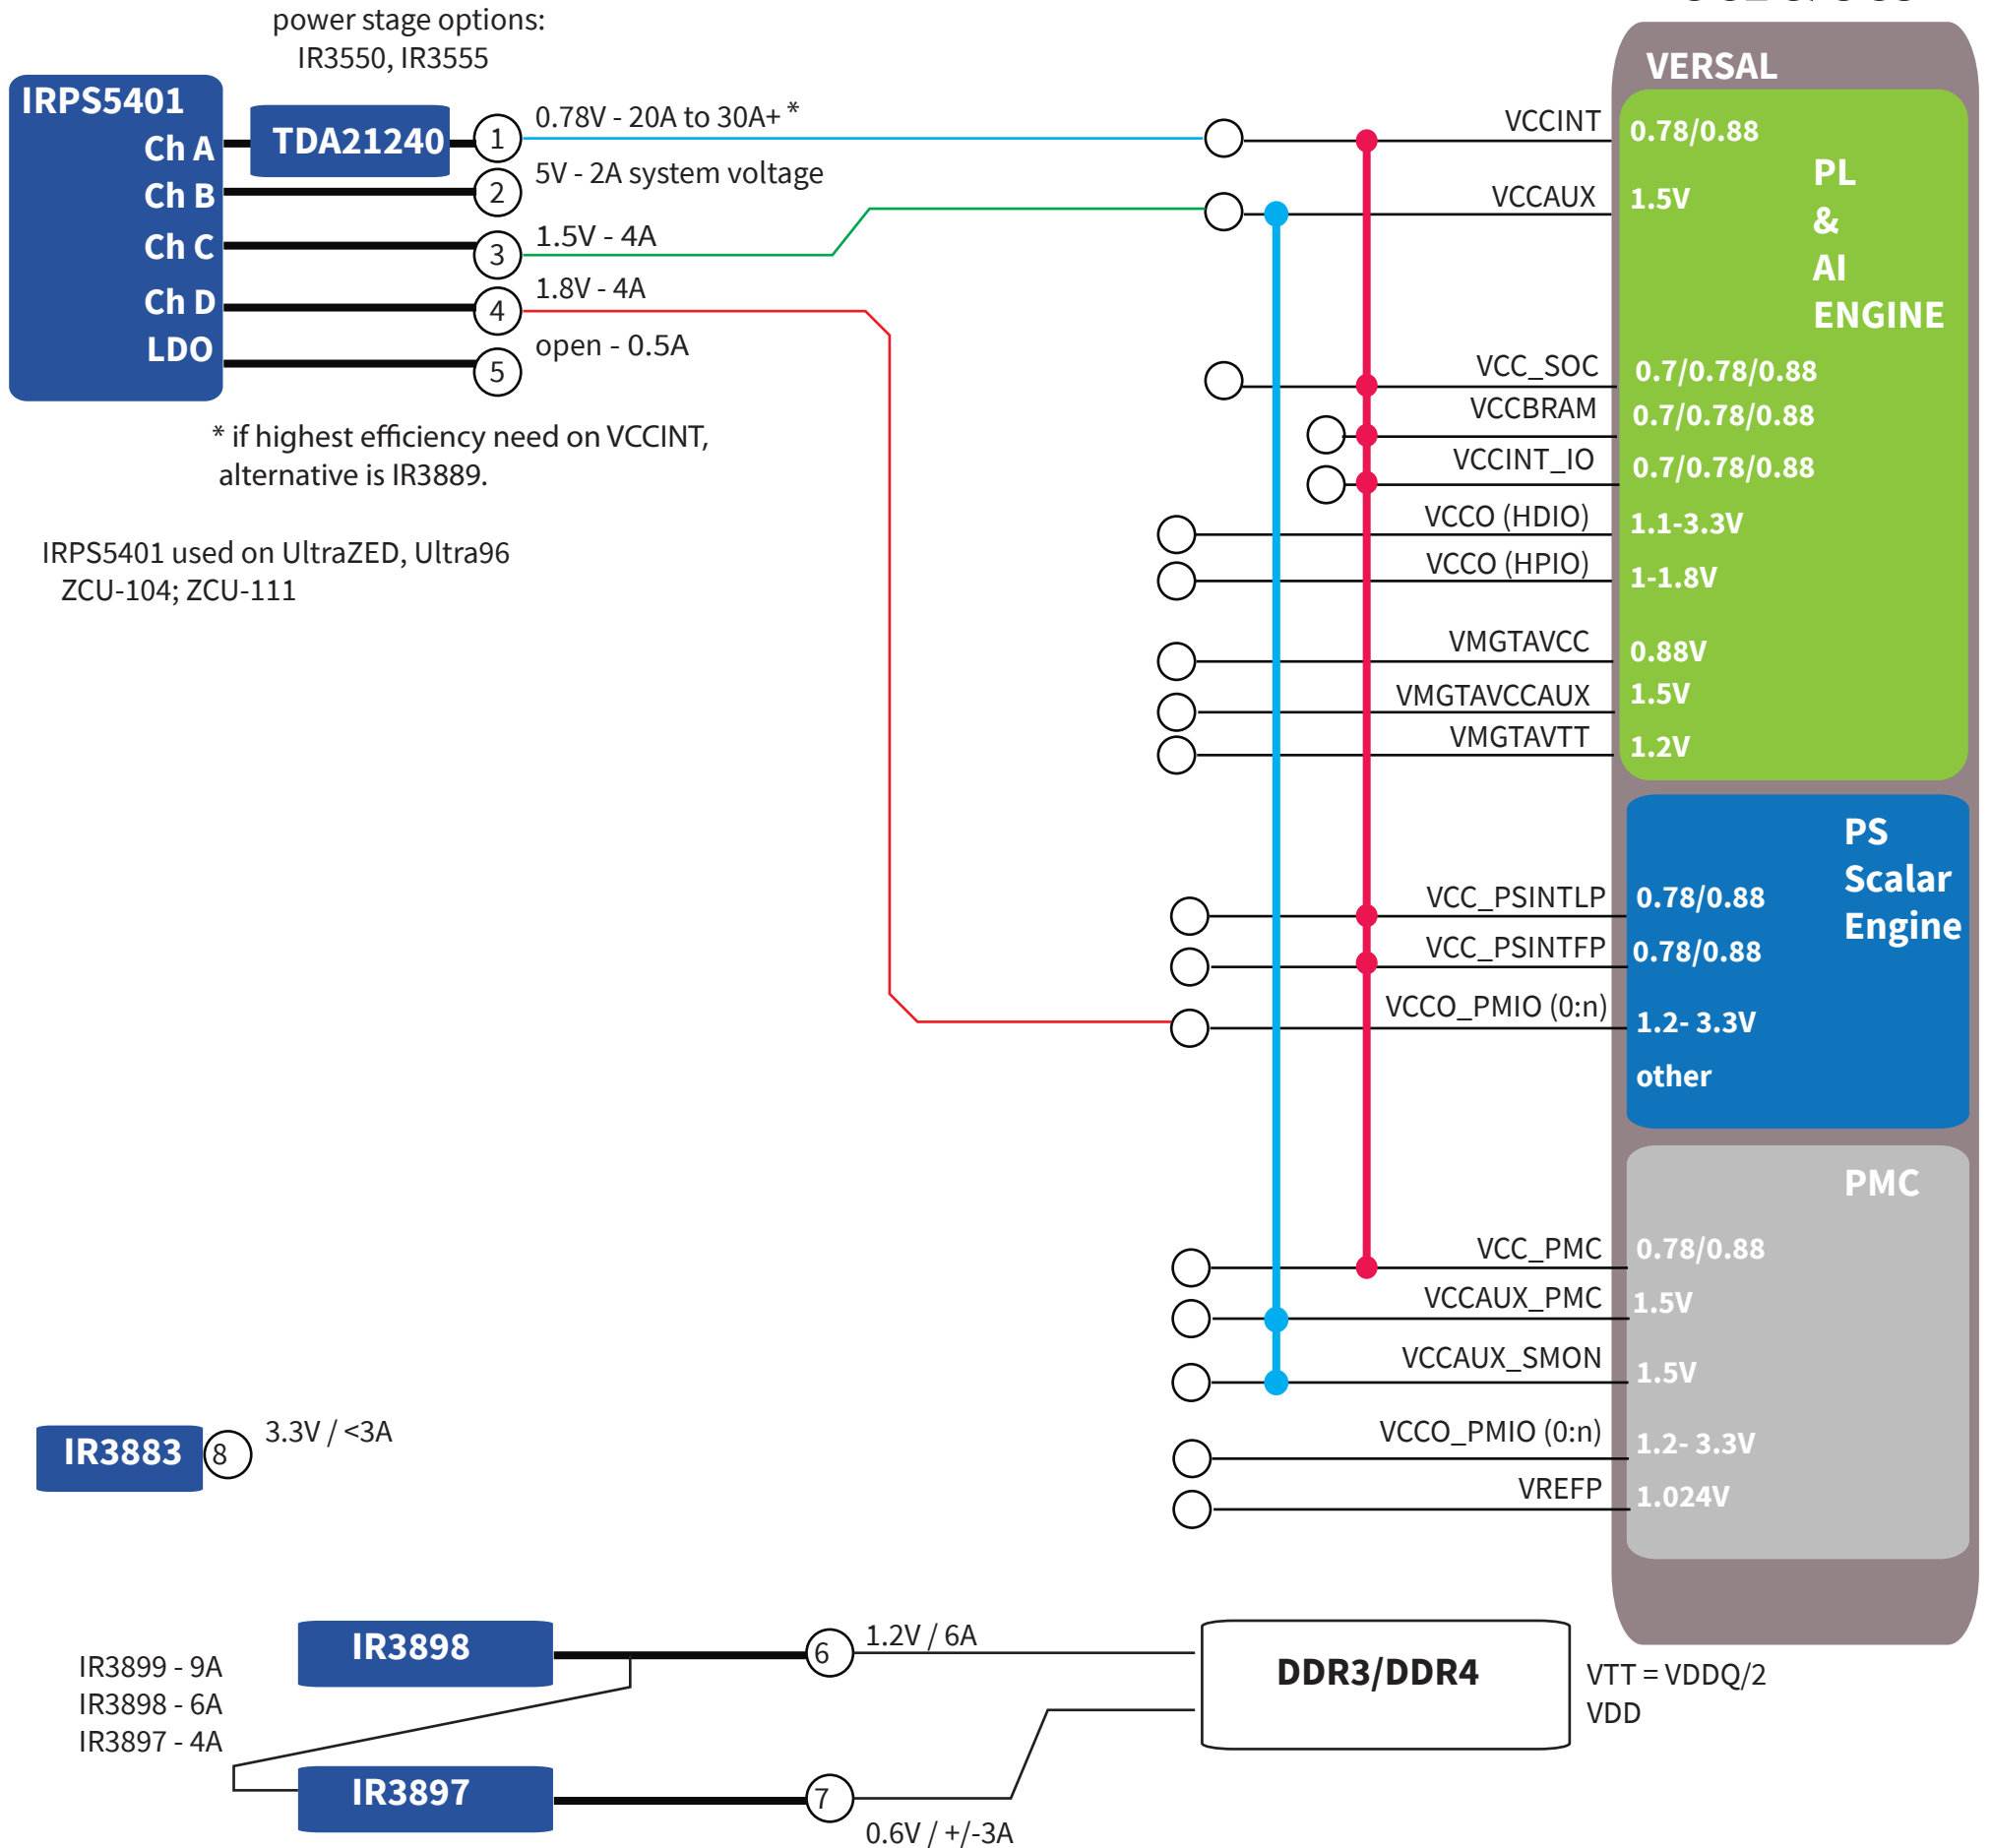 power stage options:
IR3550, IR3555
IRPS5401
Ch A
Ch B
Ch C
Ch D
LDO
TDA21240
1
0.78V - 20A to 30A+ *
2
5V - 2A system voltage
3
1.5V - 4A
4
1.8V - 4A
5
open - 0.5A
* if highest efficiency need on VCCINT,
alternative is IR3889.
IRPS5401 used on UltraZED, Ultra96
ZCU-104; ZCU-111
VERSAL
VCCINT 0.78/0.88
VCCAUX 1.5V
PL
&
AI
ENGINE
VCC_SOC 0.7/0.78/0.88
VCCBRAM 0.7/0.78/0.88
VCCINT_IO 0.7/0.78/0.88
VCCO (HDIO) 1.1-3.3V
VCCO (HPIO) 1-1.8V
VMGTAVCC 0.88V
VMGTAVCCAUX 1.5V
VMGTAVTT 1.2V
PS
Scalar
Engine
VCC_PSINTLP 0.78/0.88
VCC_PSINTFP 0.78/0.88
VCCO_PMIO (0:n) 1.2- 3.3V
other
PMC
VCC_PMC 0.78/0.88
VCCAUX_PMC 1.5V
VCCAUX_SMON 1.5V
VCCO_PMIO (0:n) 1.2- 3.3V
VREFP 1.024V
IR3883
8
3.3V / <3A
IR3898
6
1.2V / 6A
IR3899 - 9A
IR3898 - 6A
IR3897 - 4A
IR3897
7
0.6V / +/-3A
DDR3/DDR4
VTT = VDDQ/2
VDD